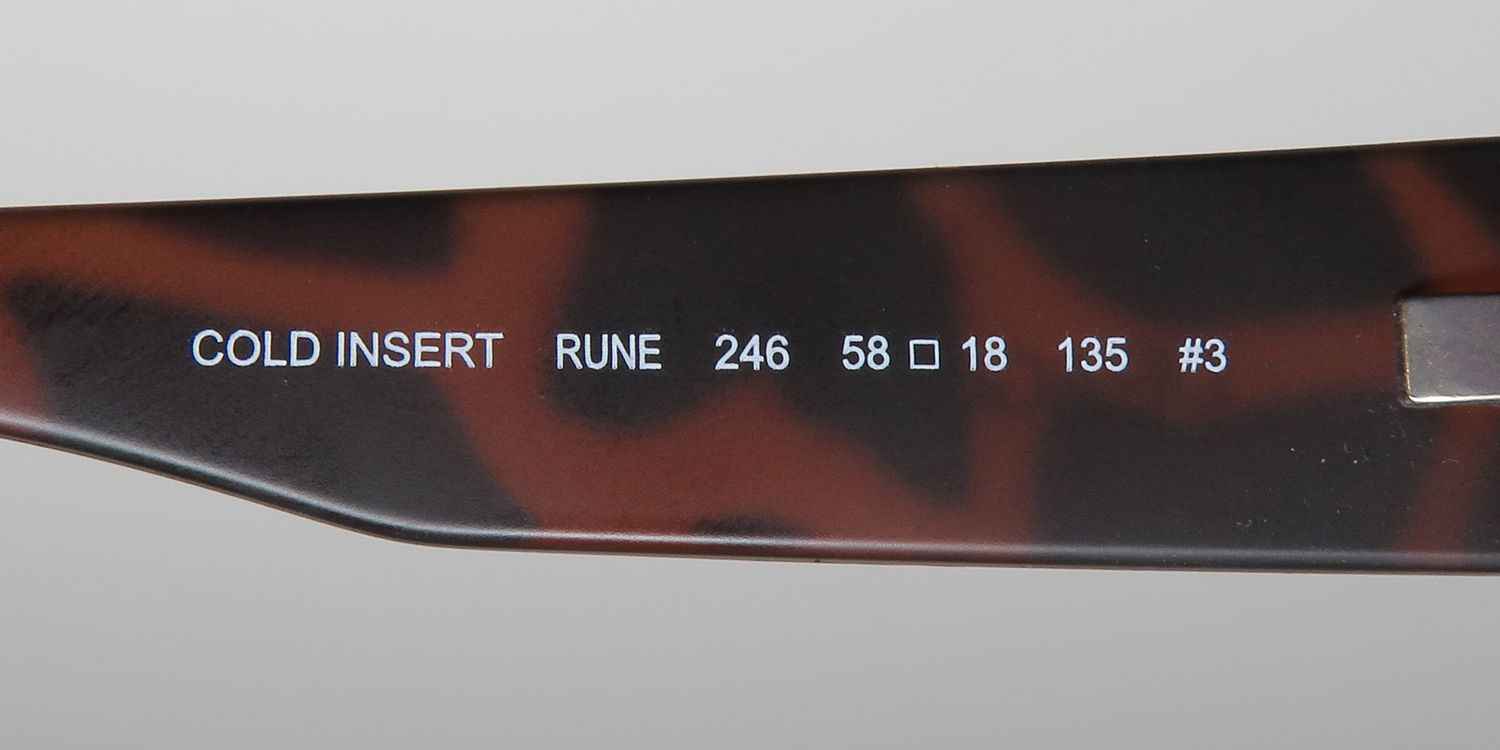 COLD INSERT RUNE 246 58 □ 18 135 #3